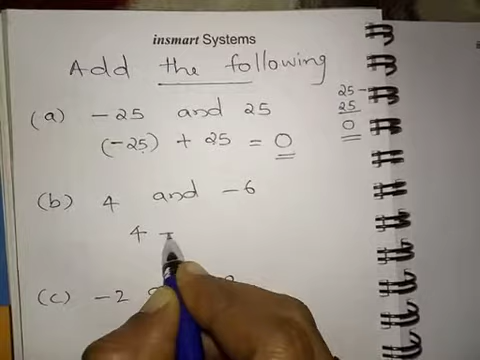 insmart Systems
Add the following
(a) -25 and 25
(-25) + 25 = 0
25 -
25
0
(b) 4 and -6
4
(c) -2